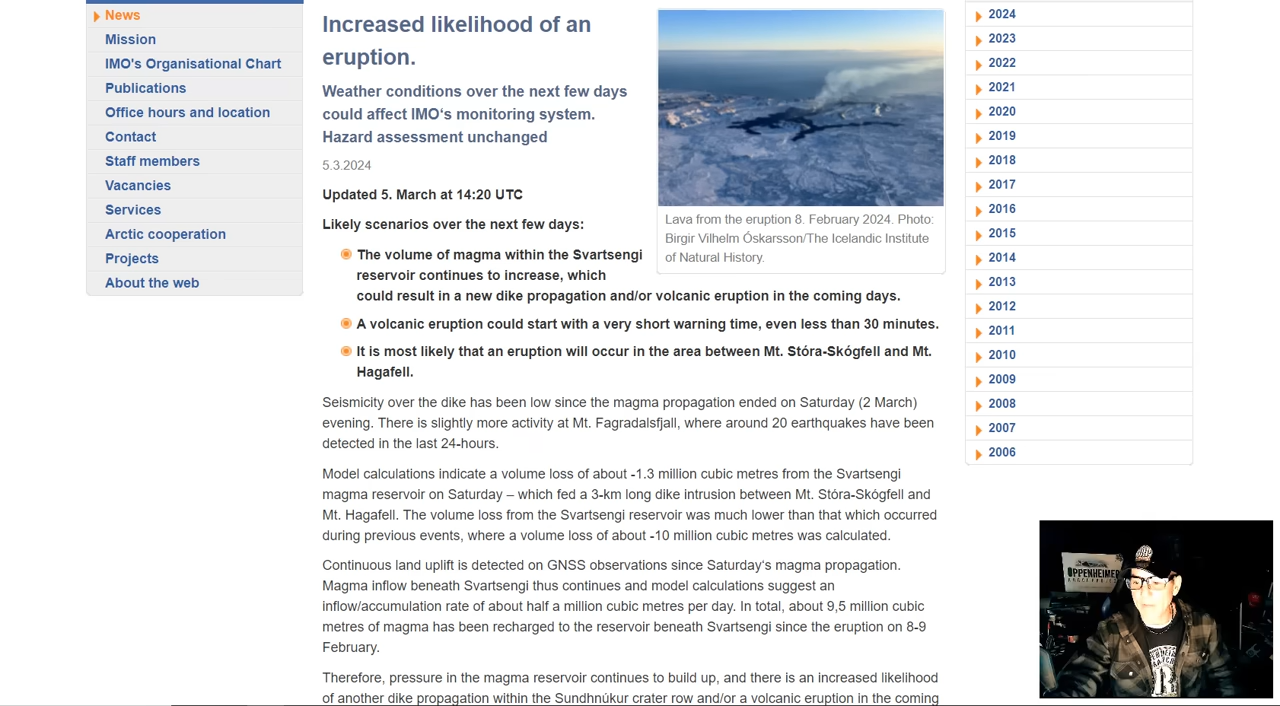 News
Mission
IMO's Organisational Chart
Publications
Office hours and location
Contact
Staff members
Vacancies
Services
Arctic cooperation
Projects
About the web
Increased likelihood of an
eruption.
Weather conditions over the next few days
could affect IMO‘s monitoring system.
Hazard assessment unchanged
5.3.2024
Updated 5. March at 14:20 UTC
Likely scenarios over the next few days:
The volume of magma within the Svartsengi
reservoir continues to increase, which
could result in a new dike propagation and/or volcanic eruption in the coming days.
A volcanic eruption could start with a very short warning time, even less than 30 minutes.
It is most likely that an eruption will occur in the area between Mt. Stóra-Skógfell and Mt.
Hagafell.
Seismicity over the dike has been low since the magma propagation ended on Saturday (2 March)
evening. There is slightly more activity at Mt. Fagradalsfjall, where around 20 earthquakes have been
detected in the last 24-hours.
Model calculations indicate a volume loss of about -1.3 million cubic metres from the Svartsengi
magma reservoir on Saturday – which fed a 3-km long dike intrusion between Mt. Stóra-Skógfell and
Mt. Hagafell. The volume loss from the Svartsengi reservoir was much lower than that which occurred
during previous events, where a volume loss of about -10 million cubic metres was calculated.
Continuous land uplift is detected on GNSS observations since Saturday‘s magma propagation.
Magma inflow beneath Svartsengi thus continues and model calculations suggest an
inflow/accumulation rate of about half a million cubic metres per day. In total, about 9,5 million cubic
metres of magma has been recharged to the reservoir beneath Svartsengi since the eruption on 8-9
February.
Therefore, pressure in the magma reservoir continues to build up, and there is an increased likelihood
of another dike propagation within the Sundhnúkur crater row and/or a volcanic eruption in the coming
Lava from the eruption 8. February 2024. Photo:
Birgir Vilhelm Óskarsson/The Icelandic Institute
of Natural History.
2024
2023
2022
2021
2020
2019
2018
2017
2016
2015
2014
2013
2012
2011
2010
2009
2008
2007
2006
OPPENHEIMER